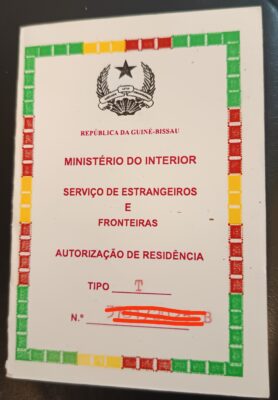 REPÚBLICA DA GUINÉ-BISSAU
MINISTÉRIO DO INTERIOR
SERVIÇO DE ESTRANGEIROS
E
FRONTEIRAS
AUTORIZAÇÃO DE RESIDÊNCIA
TIPO T
N.º B